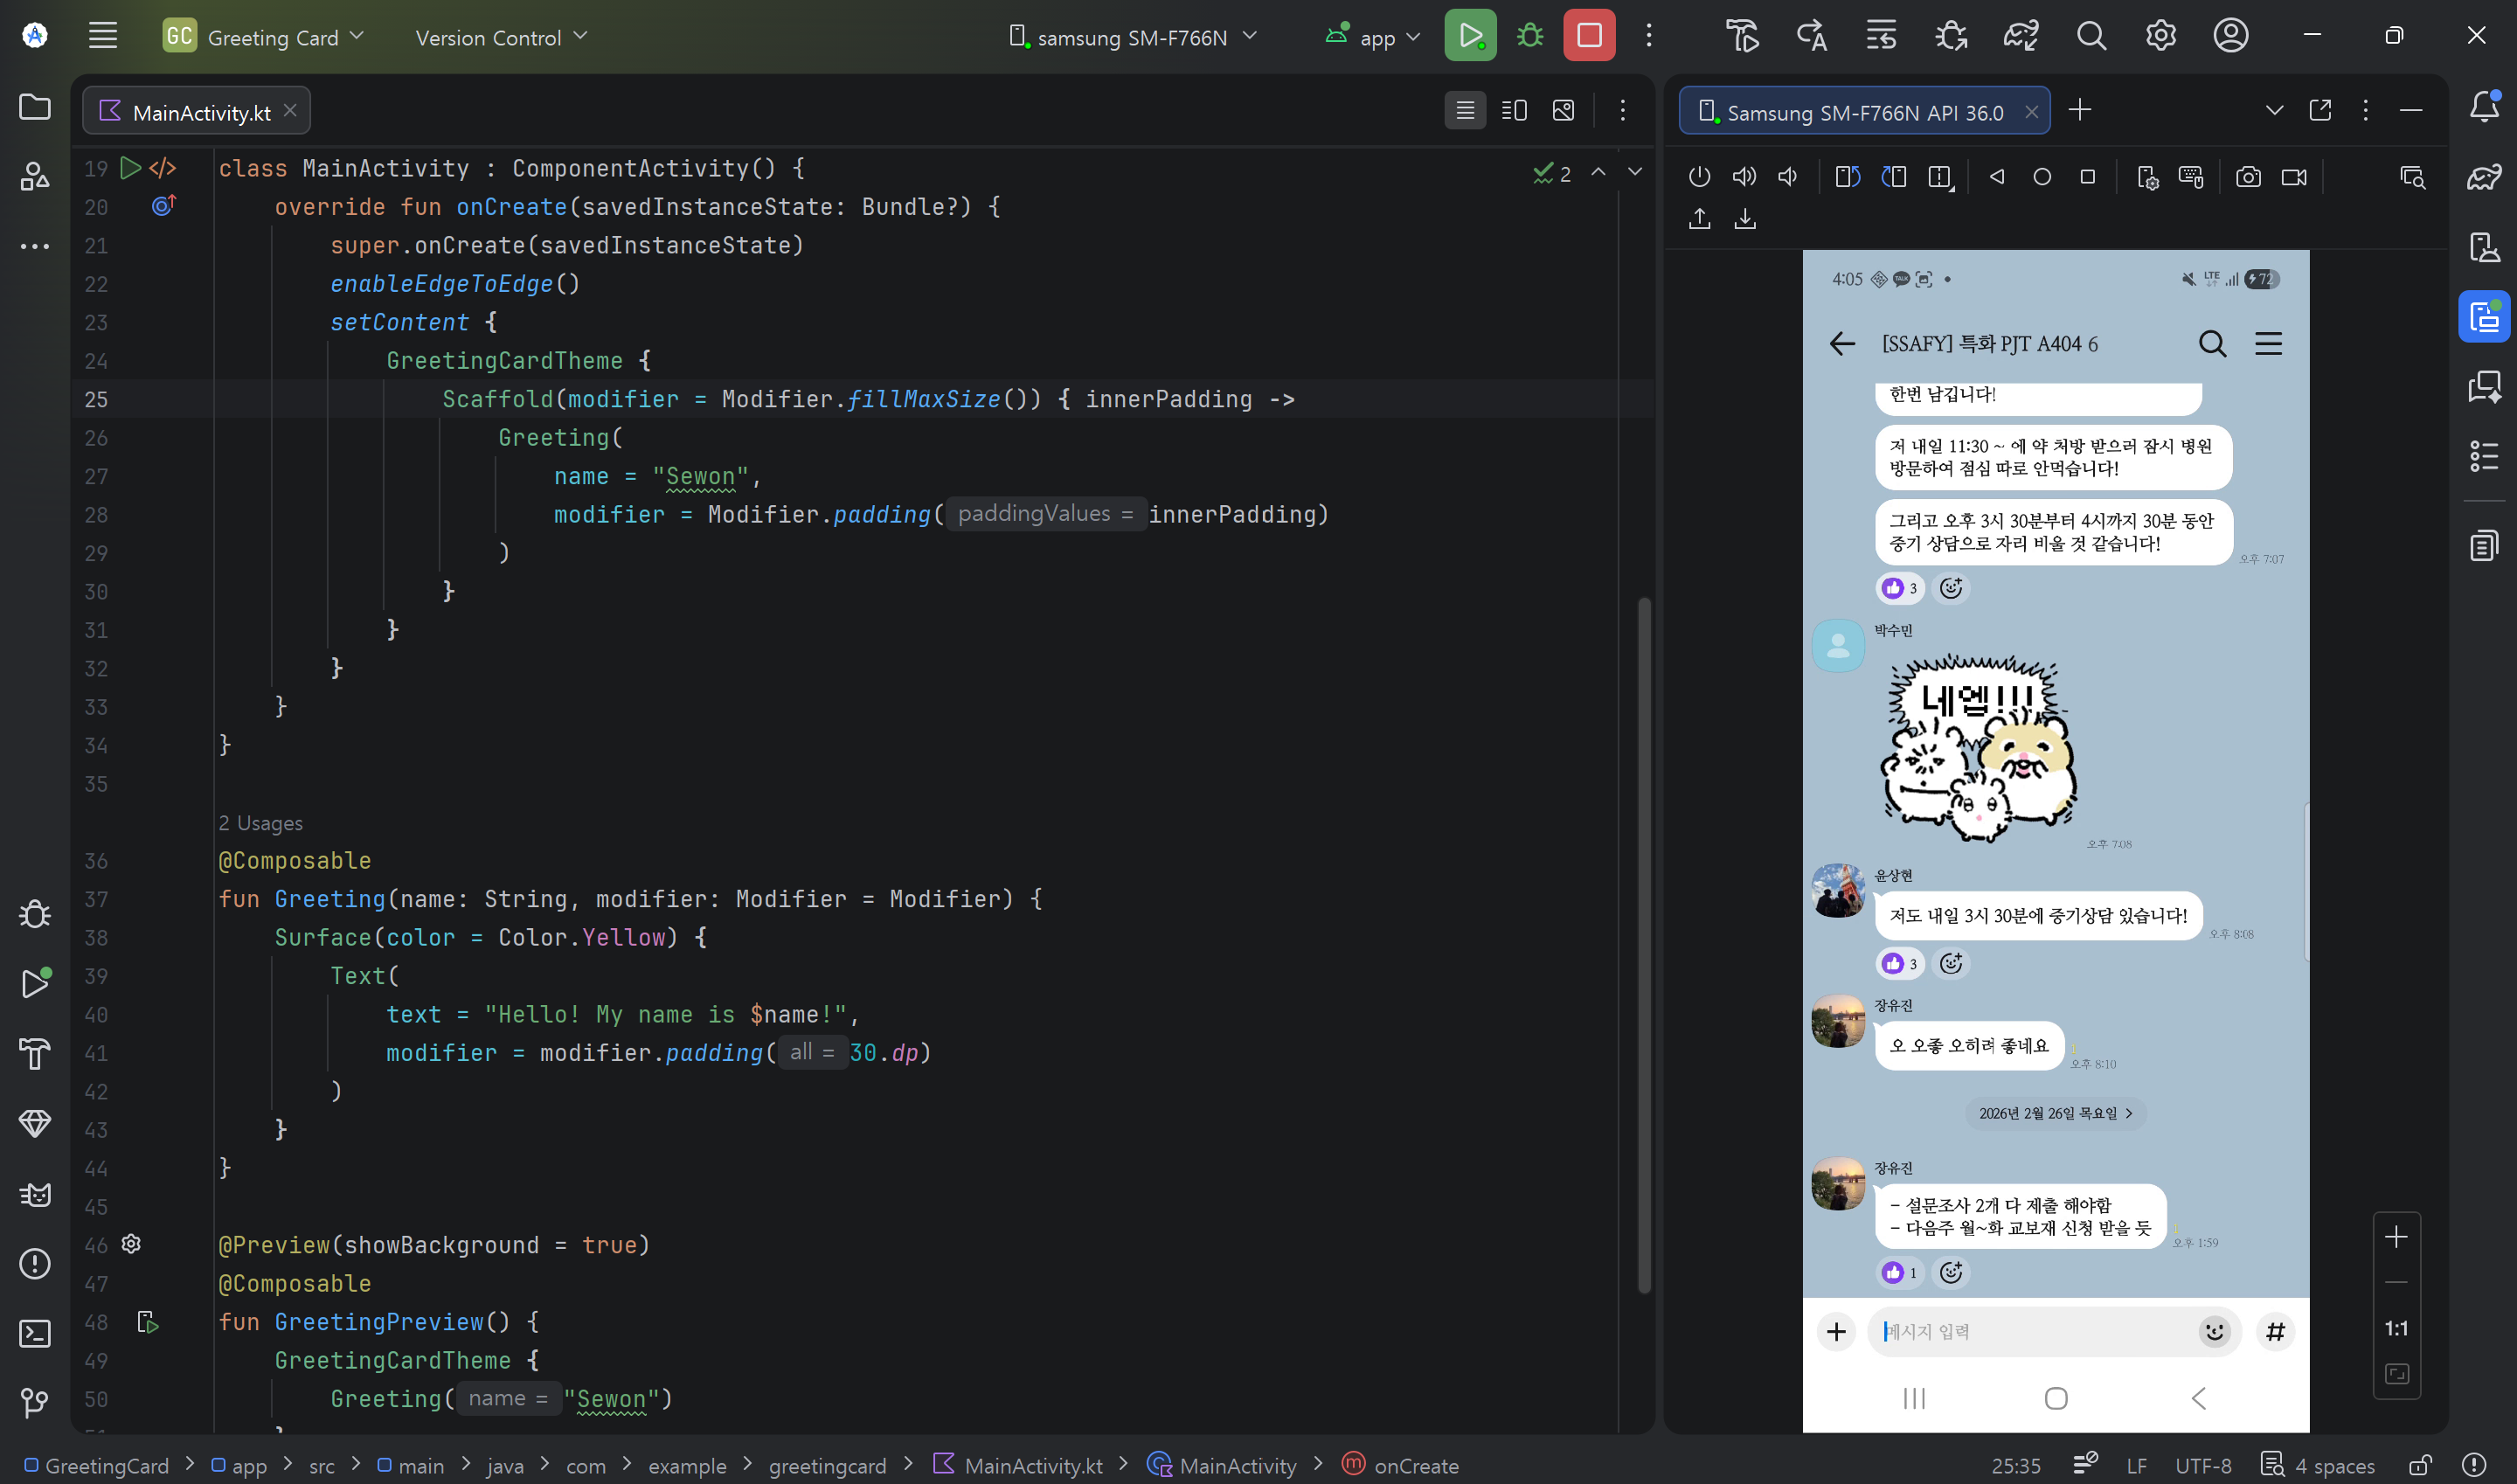 GC Greeting Card Version Control samsung SM-F766N app
MainActivity.kt
2
19 class MainActivity : ComponentActivity() {
20 override fun onCreate(savedInstanceState: Bundle?) {
21 super.onCreate(savedInstanceState)
22 enableEdgeToEdge()
23 setContent {
24 GreetingCardTheme {
25 Scaffold(modifier = Modifier.fillMaxSize()) { innerPadding ->
26 Greeting(
27 name = "Sewon",
28 modifier = Modifier.padding( paddingValues = innerPadding)
29 )
30 }
31 }
32 }
33 }
34 }
35
2 Usages
36 @Composable
37 fun Greeting(name: String, modifier: Modifier = Modifier) {
38 Surface(color = Color.Yellow) {
39 Text(
40 text = "Hello! My name is $name!",
41 modifier = modifier.padding( all = 30.dp)
42 )
43 }
44 }
45
46 @Preview(showBackground = true)
47 @Composable
48 fun GreetingPreview() {
49 GreetingCardTheme {
50 Greeting( name = "Sewon")
Samsung SM-F766N API 36.0
4:05 TALK LTE 72
[SSAFY] 특화 PJT A404 6
한번 남깁니다!
저 내일 11:30 ~ 에 약 처방 받으러 잠시 병원
방문하여 점심 따로 안먹습니다!
그리고 오후 3시 30분부터 4시까지 30분 동안
중기 상담으로 자리 비울 것 같습니다!
오후 7:07
3
박수민
네엡!!!
오후 7:08
윤상현
저도 내일 3시 30분에 중기상담 있습니다!
오후 8:08
3
장유진
오 오좋 오히려 좋네요
1
오후 8:10
2026년 2월 26일 목요일 >
장유진
- 설문조사 2개 다 제출 해야함
- 다음주 월~화 교보재 신청 받을 듯
1
오후 1:59
1
메시지 입력
#
1:1
GreetingCard > app > src > main > java > com > example > greetingcard > MainActivity.kt > MainActivity > onCreate
25:35 LF UTF-8 4 spaces